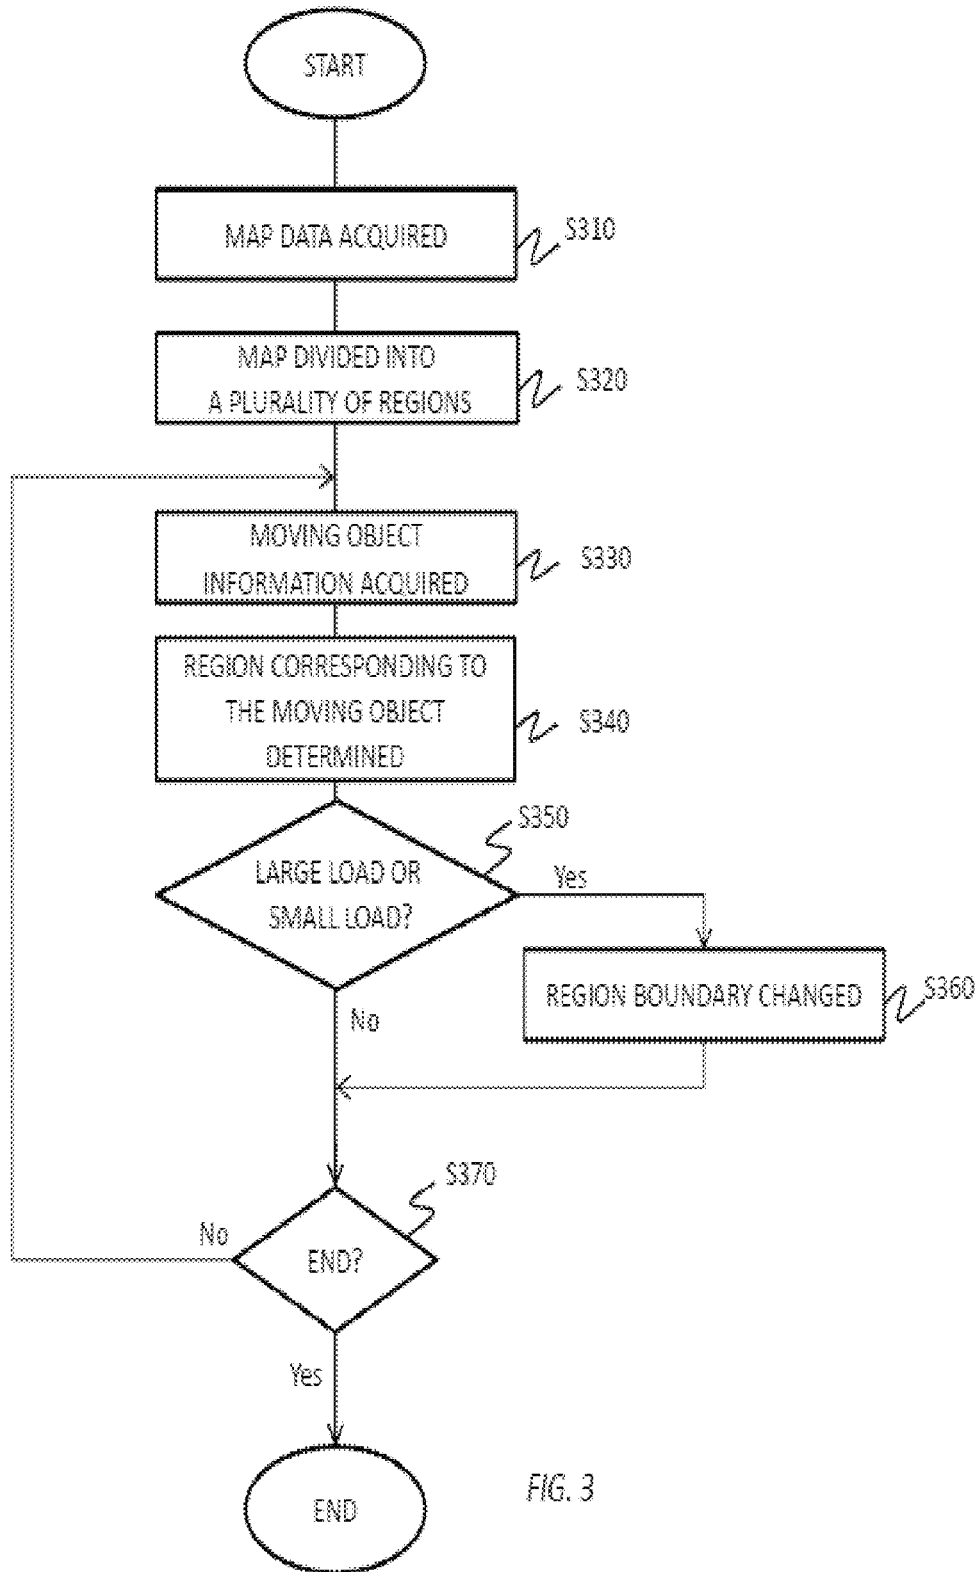 START
MAP DATA ACQUIRED
S310
MAP DIVIDED INTO
A PLURALITY OF REGIONS
S320
MOVING OBJECT
INFORMATION ACQUIRED
S330
REGION CORRESPONDING TO
THE MOVING OBJECT
DETERMINED
S340
S350
LARGE LOAD OR
SMALL LOAD?
Yes
REGION BOUNDARY CHANGED
S360
No
S370
No
END?
Yes
END
FIG. 3